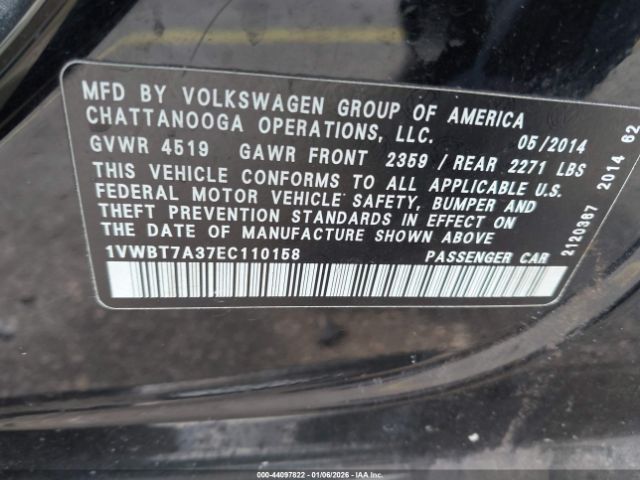 MFD BY VOLKSWAGEN GROUP OF AMERICA
CHATTANOOGA OPERATIONS, LLC. 05/2014
GVWR 4519 GAWR FRONT 2359 / REAR 2271 LBS
THIS VEHICLE CONFORMS TO ALL APPLICABLE U.S.
FEDERAL MOTOR VEHICLE SAFETY, BUMPER AND
THEFT PREVENTION STANDARDS IN EFFECT ON
THE DATE OF MANUFACTURE SHOWN ABOVE
1VWBT7A37EC110158 PASSENGER CAR
2120367 2014 62
000-44097822 | 01/06/2026 - IAAHQ